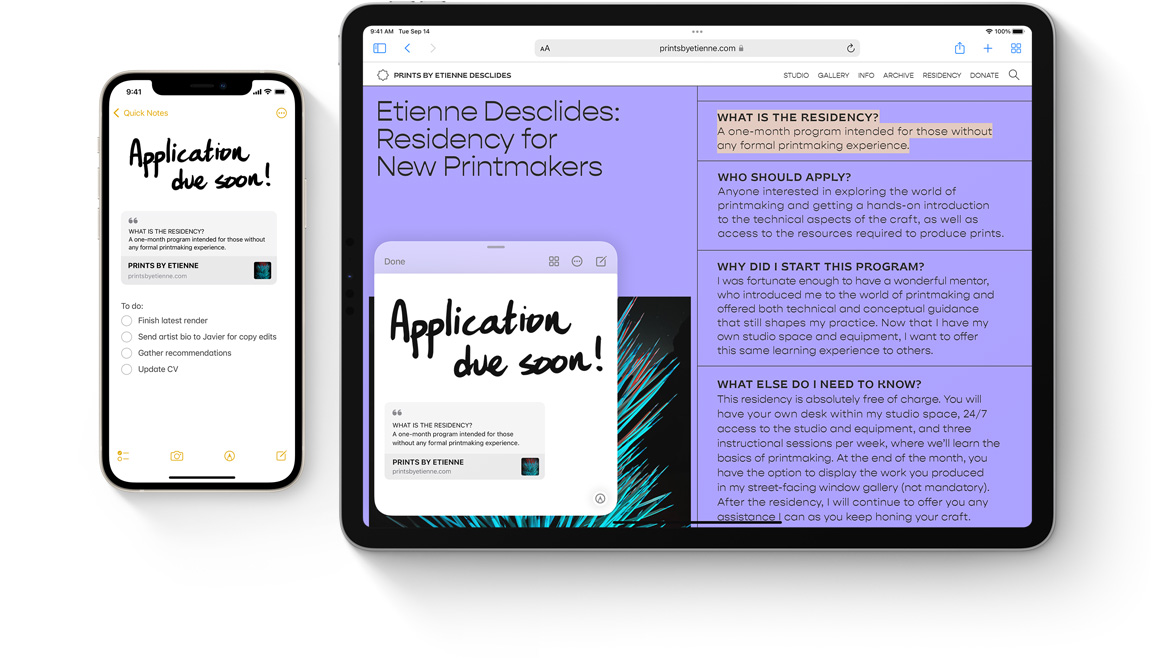 9:41
Quick Notes
Application
due soon!
WHAT IS THE RESIDENCY?
A one-month program intended for those without
any formal printmaking experience.
PRINTS BY ETIENNE
printsbyetienne.com
To do:
Finish latest render
Send artist bio to Javier for copy edits
Gather recommendations
Update CV
9:41 AM Tue Sep 14
100%
AA
printsbyetienne.com
PRINTS BY ETIENNE DESCLIDES
STUDIO GALLERY INFO ARCHIVE RESIDENCY DONATE
Etienne Desclides:
Residency for
New Printmakers
Done
Application
due soon!
WHAT IS THE RESIDENCY?
A one-month program intended for those
without any formal printmaking experience.
PRINTS BY ETIENNE
printsbyetienne.com
WHAT IS THE RESIDENCY?
A one-month program intended for those without
any formal printmaking experience.
WHO SHOULD APPLY?
Anyone interested in exploring the world of
printmaking and getting a hands-on introduction
to the technical aspects of the craft, as well as
access to the resources required to produce prints.
WHY DID I START THIS PROGRAM?
I was fortunate enough to have a wonderful mentor,
who introduced me to the world of printmaking and
offered both technical and conceptual guidance
that still shapes my practice. Now that I have my
own studio space and equipment, I want to offer
this same learning experience to others.
WHAT ELSE DO I NEED TO KNOW?
This residency is absolutely free of charge. You will
have your own desk within my studio space, 24/7
access to the studio and equipment, and three
instructional sessions per week, where we'll learn the
basics of printmaking. At the end of the month, you
have the option to display the work you produced
in my street-facing window gallery (not mandatory).
After the residency, I will continue to offer you any
assistance I can as you keep honing your craft.